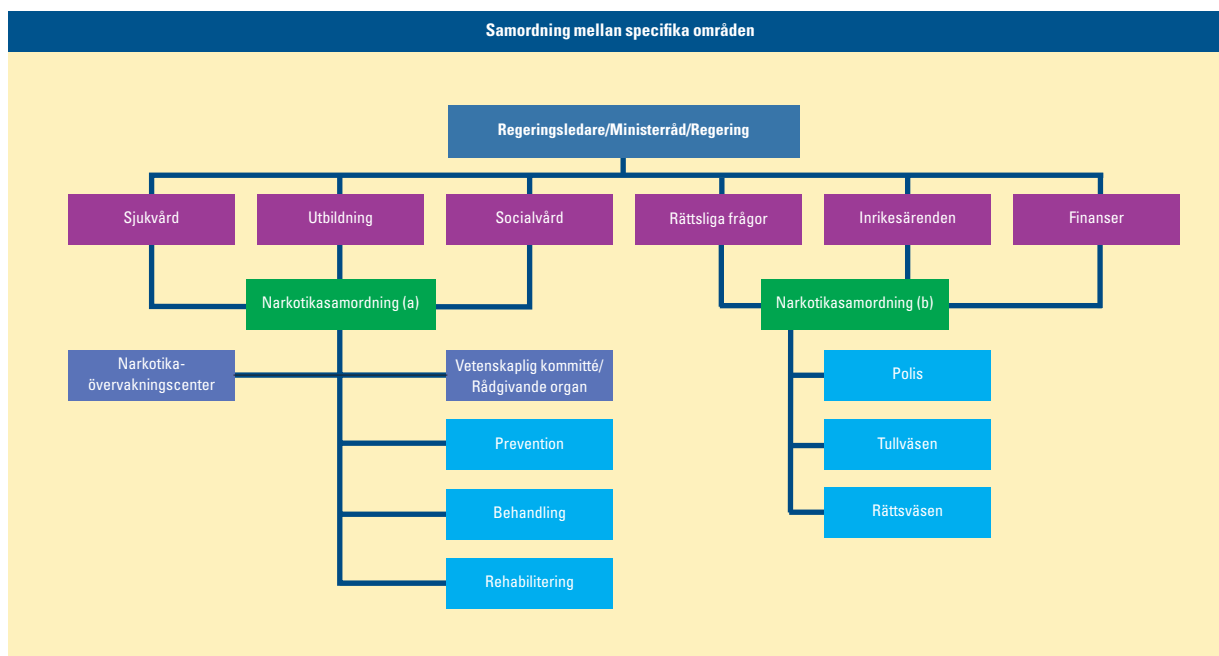 Samordning mellan specifika områden
Regeringsledare/Ministerråd/Regering
Sjukvård
Utbildning
Socialvård
Rättsliga frågor
Inrikesärenden
Finanser
Narkotikasamordning (a)
Narkotikasamordning (b)
Narkotika-
övervakningscenter
Vetenskaplig kommitté/
Rådgivande organ
Polis
Prevention
Tullväsen
Behandling
Rättsväsen
Rehabilitering